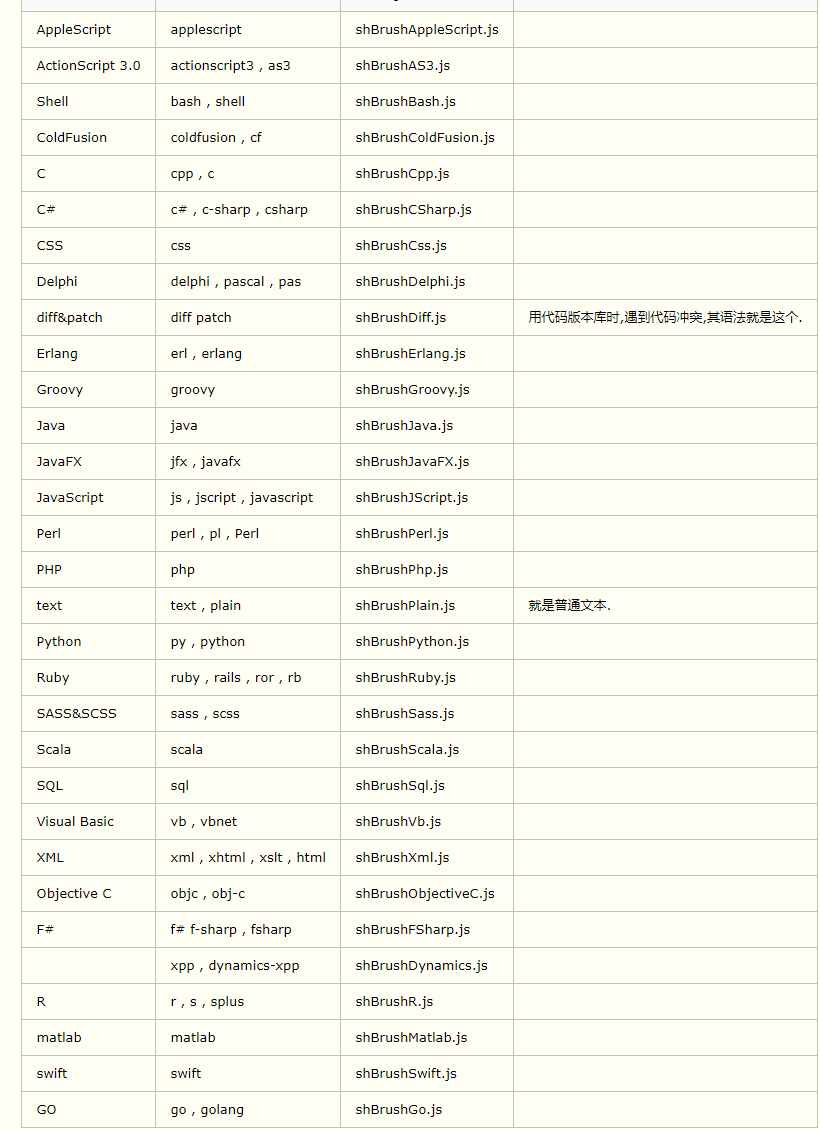 AppleScript applescript shBrushAppleScript.js
ActionScript 3.0 actionscript3 , as3 shBrushAS3.js
Shell bash , shell shBrushBash.js
ColdFusion coldfusion , cf shBrushColdFusion.js
C cpp , c shBrushCpp.js
C# c# , c-sharp , csharp shBrushCSharp.js
CSS css shBrushCss.js
Delphi delphi , pascal , pas shBrushDelphi.js
diff&patch diff patch shBrushDiff.js 用代码版本库时,遇到代码冲突,其语法就是这个.
Erlang erl , erlang shBrushErlang.js
Groovy groovy shBrushGroovy.js
Java java shBrushJava.js
JavaFX jfx , javafx shBrushJavaFX.js
JavaScript js , jscript , javascript shBrushJScript.js
Perl perl , pl , Perl shBrushPerl.js
PHP php shBrushPhp.js
text text , plain shBrushPlain.js 就是普通文本.
Python py , python shBrushPython.js
Ruby ruby , rails , ror , rb shBrushRuby.js
SASS&SCSS sass , scss shBrushSass.js
Scala scala shBrushScala.js
SQL sql shBrushSql.js
Visual Basic vb , vbnet shBrushVb.js
XML xml , xhtml , xslt , html shBrushXml.js
Objective C objc , obj-c shBrushObjectiveC.js
F# f# f-sharp , fsharp shBrushFSharp.js
xpp , dynamics-xpp shBrushDynamics.js
R r , s , splus shBrushR.js
matlab matlab shBrushMatlab.js
swift swift shBrushSwift.js
GO go , golang shBrushGo.js